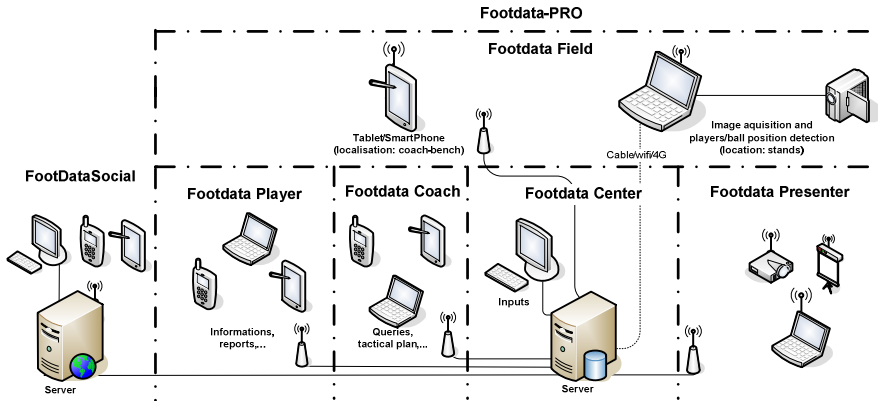 Footdata-PRO
Footdata Field
Tablet/SmartPhone
(localisation: coach-bench)
Image aquisition and
players/ball position detection
(location: stands)
Cable/wifi/4G
FootDataSocial
Footdata Player
Footdata Coach
Footdata Center
Footdata Presenter
Inputs
Informations,
reports,...
Queries,
tactical plan,...
Server
Server